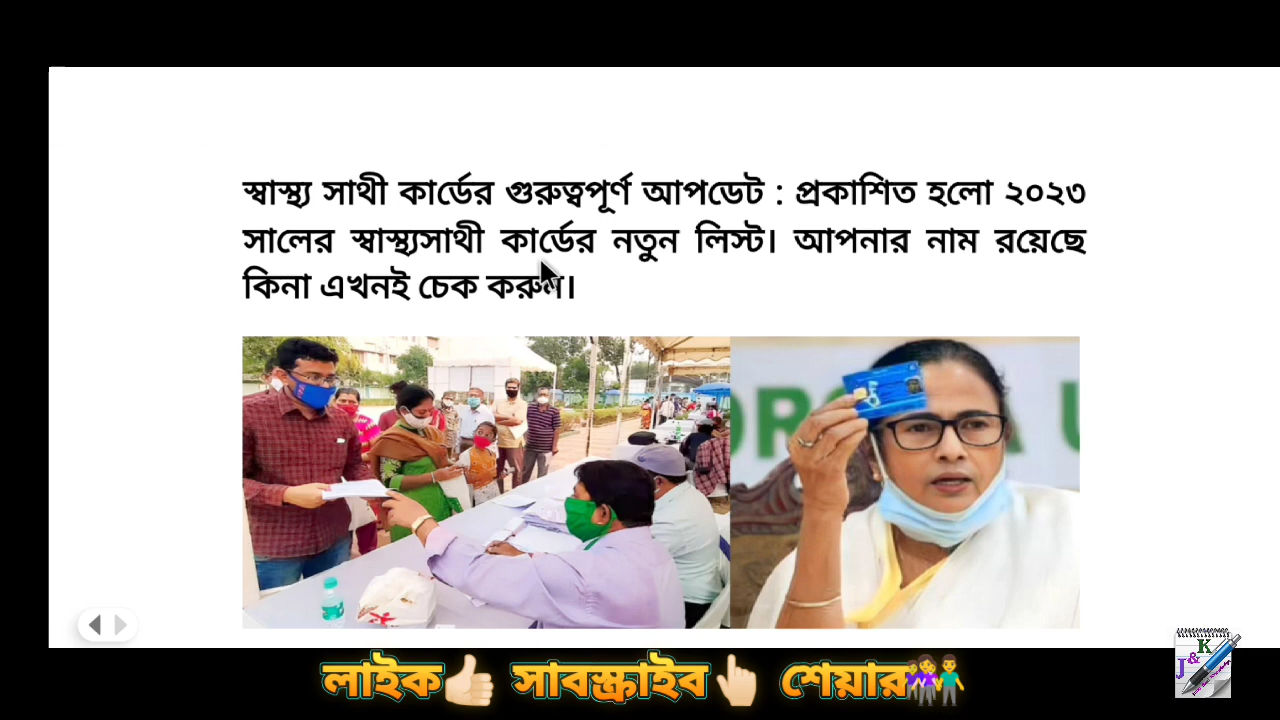 স্বাস্থ্য সাথী কার্ডের গুরুত্বপূর্ণ আপডেট : প্রকাশিত হলো ২০২৩
সালের স্বাস্থ্যসাথী কার্ডের নতুন লিস্ট। আপনার নাম রয়েছে
কিনা এখনই চেক করুন।
লাইক সাবস্ক্রাইব শেয়ার
J&K